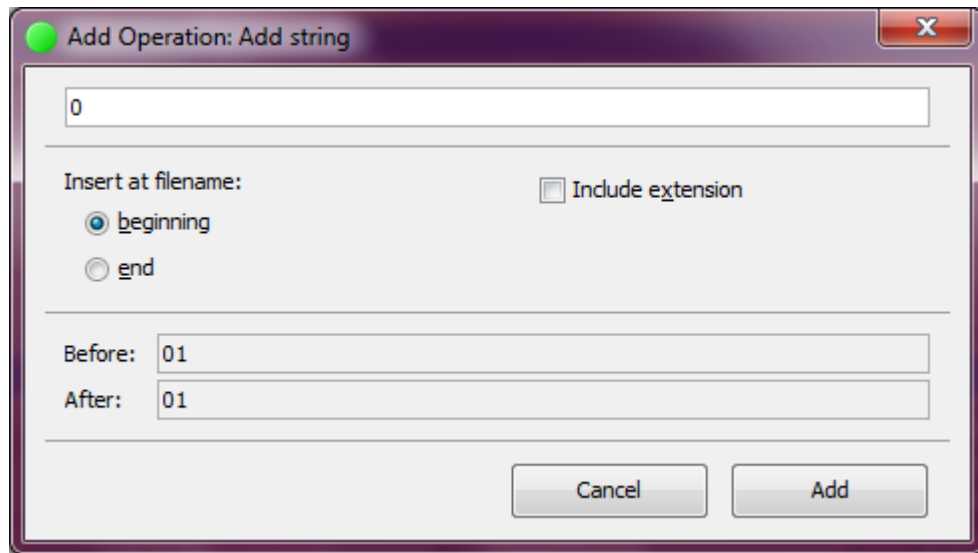 Add Operation: Add string
0
Insert at filename:
Include extension
beginning
end
Before: 01
After: 01
Cancel Add